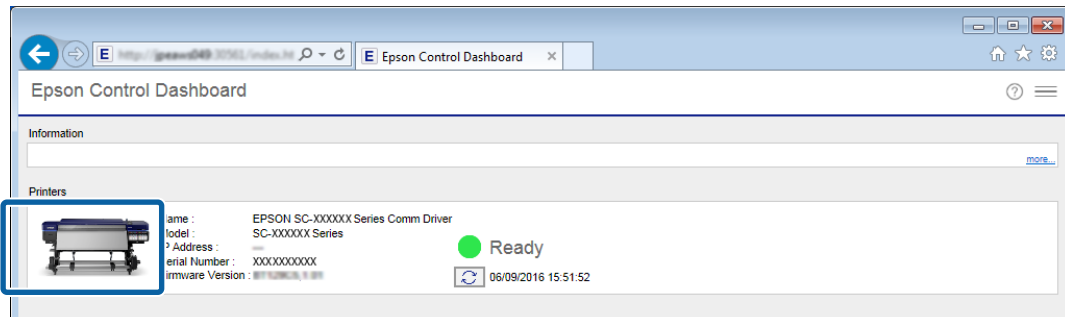 E Epson Control Dashboard
Epson Control Dashboard
Information
more...
Printers
ame : EPSON SC-XXXXXX Series Comm Driver
odel : SC-XXXXXX Series
P Address : ---
erial Number : XXXXXXXXXX
irmware Version :
Ready
06/09/2016 15:51:52